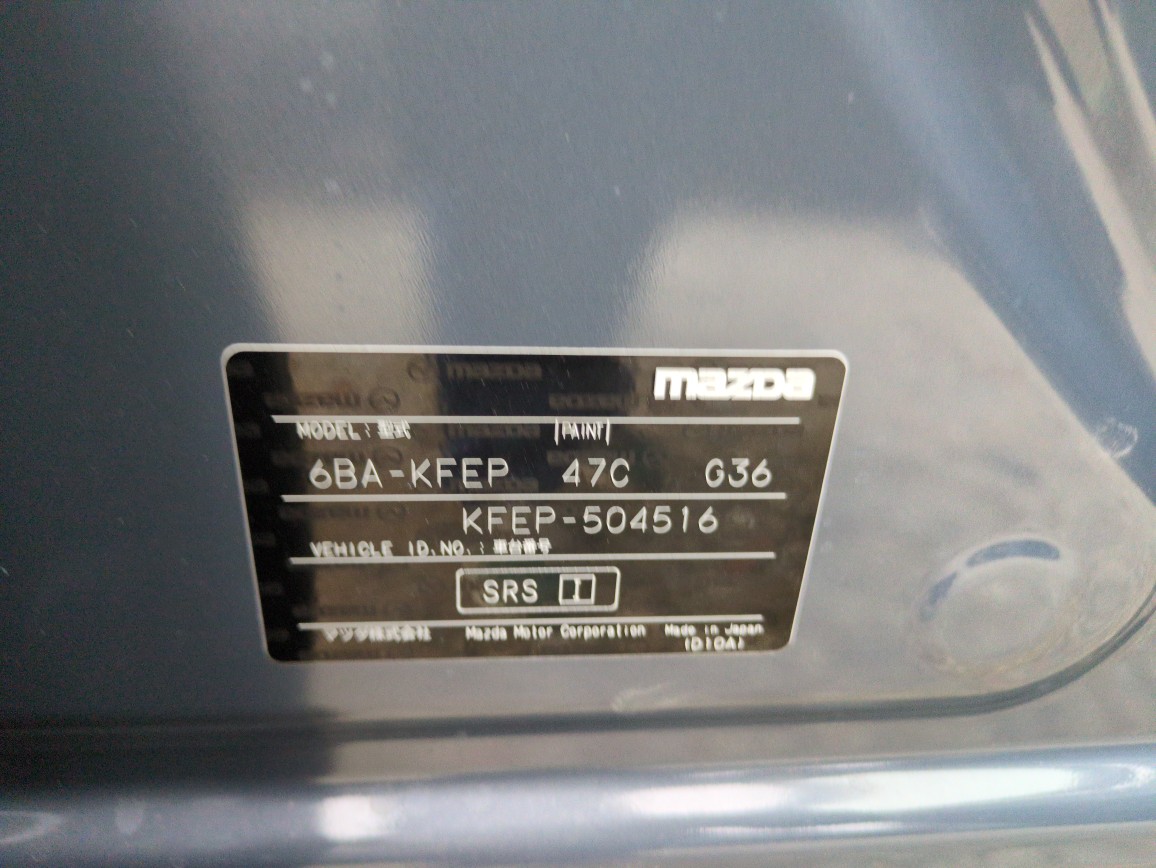 mazda
MODEL : 型式 |PAINT|
6BA-KFEP 47C G36
KFEP-504516
VEHICLE ID.NO. : 車台番号
SRS I
マツダ株式会社 Mazda Motor Corporation Made in Japan
(D10A)